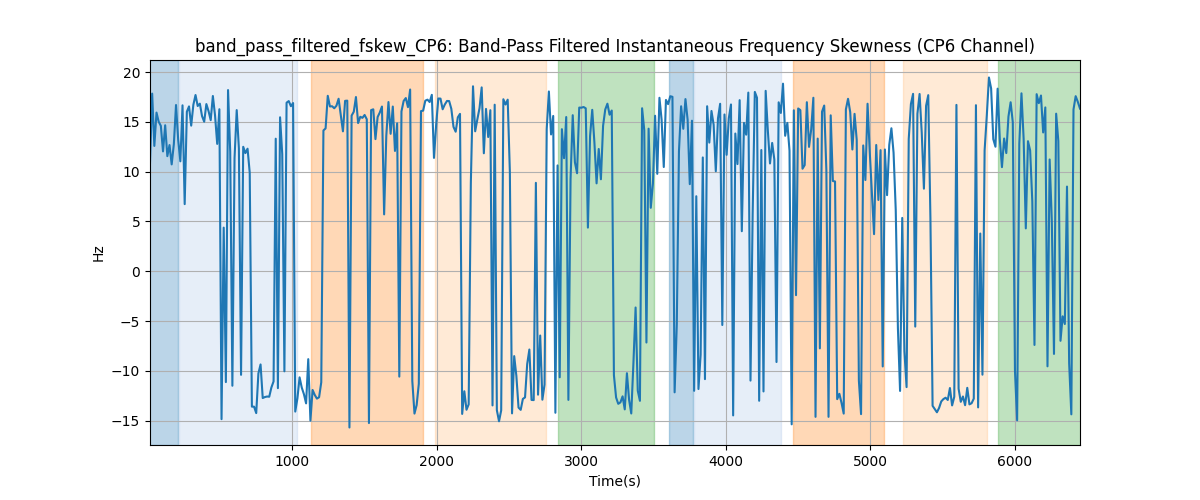 band_pass_filtered_fskew_CP6: Band-Pass Filtered Instantaneous Frequency Skewness (CP6 Channel)
20
15
10
5
0
−5
−10
−15
Hz
1000 2000 3000 4000 5000 6000
Time(s)